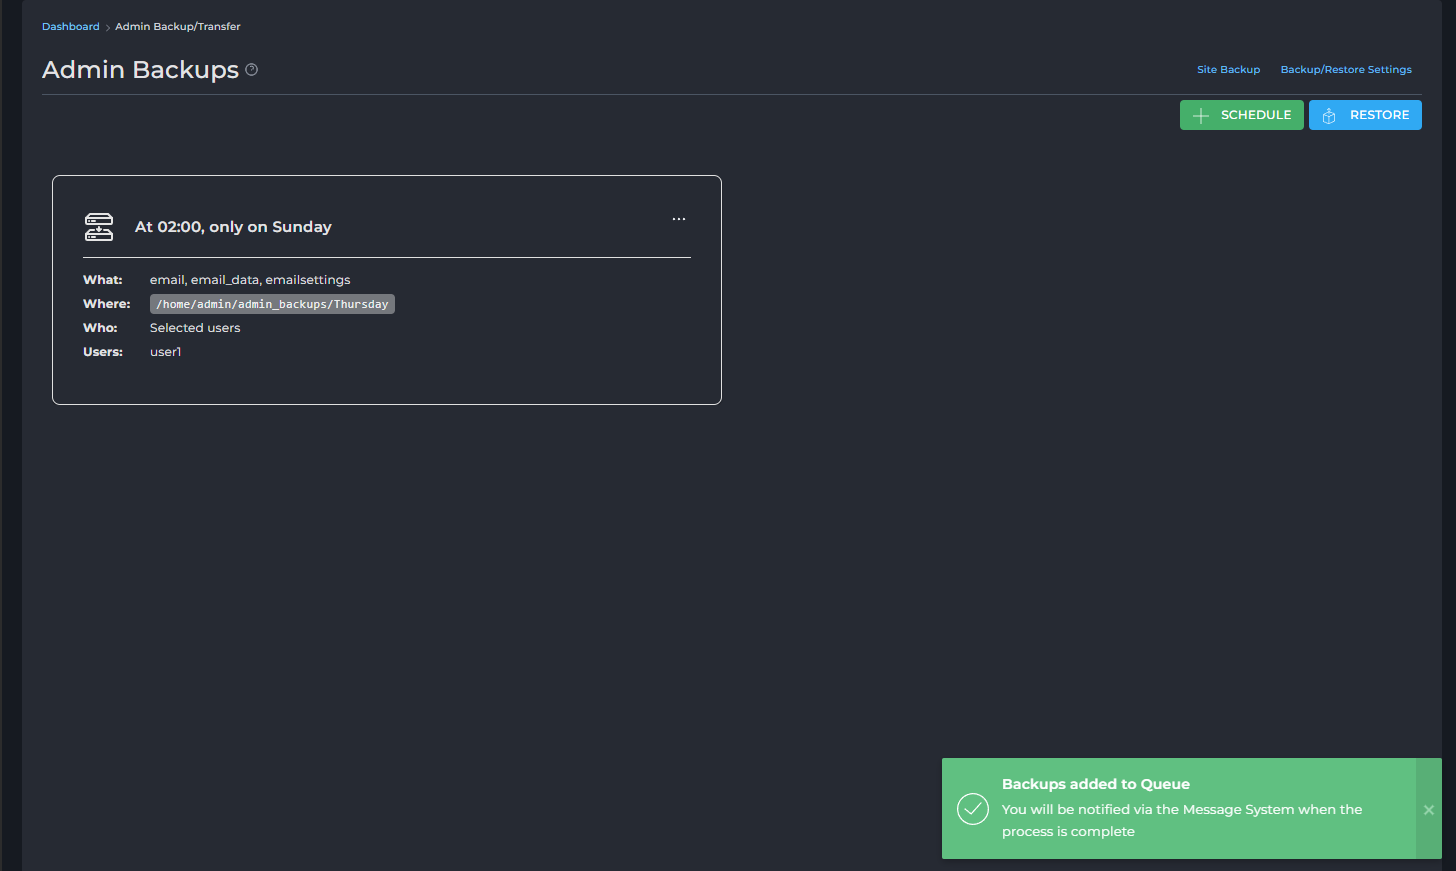 Dashboard > Admin Backup/Transfer
Admin Backups ?
Site Backup Backup/Restore Settings
+ SCHEDULE RESTORE
At 02:00, only on Sunday ...
What: email, email_data, emailsettings
Where: /home/admin/admin_backups/Thursday
Who: Selected users
Users: user1
Backups added to Queue
You will be notified via the Message System when the
process is complete